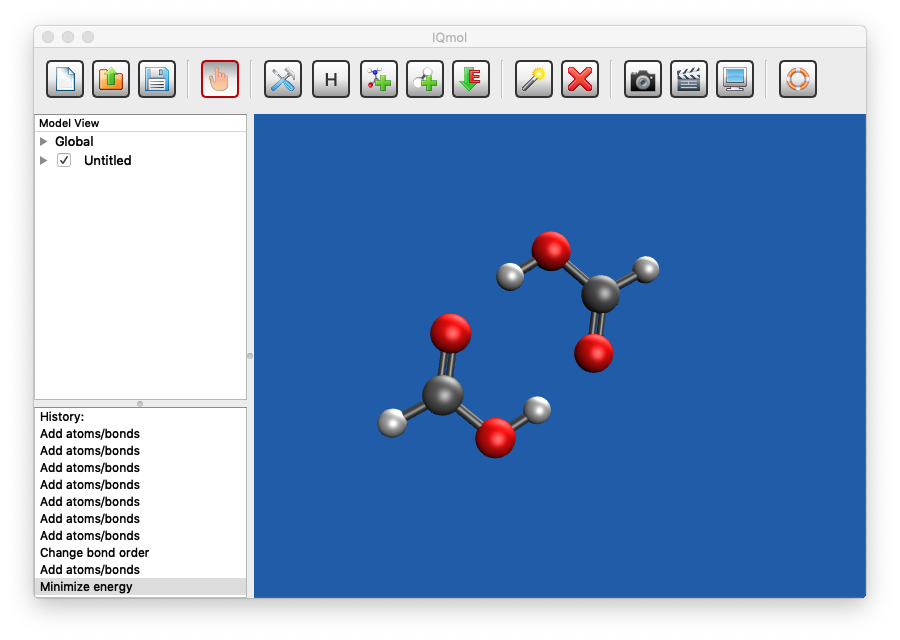 IQmol
H
E
Model View
Global
Untitled
History:
Add atoms/bonds
Add atoms/bonds
Add atoms/bonds
Add atoms/bonds
Add atoms/bonds
Add atoms/bonds
Add atoms/bonds
Change bond order
Add atoms/bonds
Minimize energy